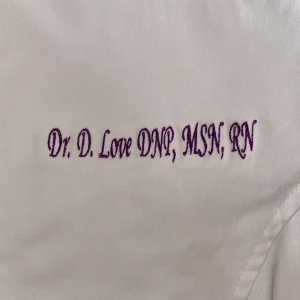 Dr. D. Love DNP, MSN, RN